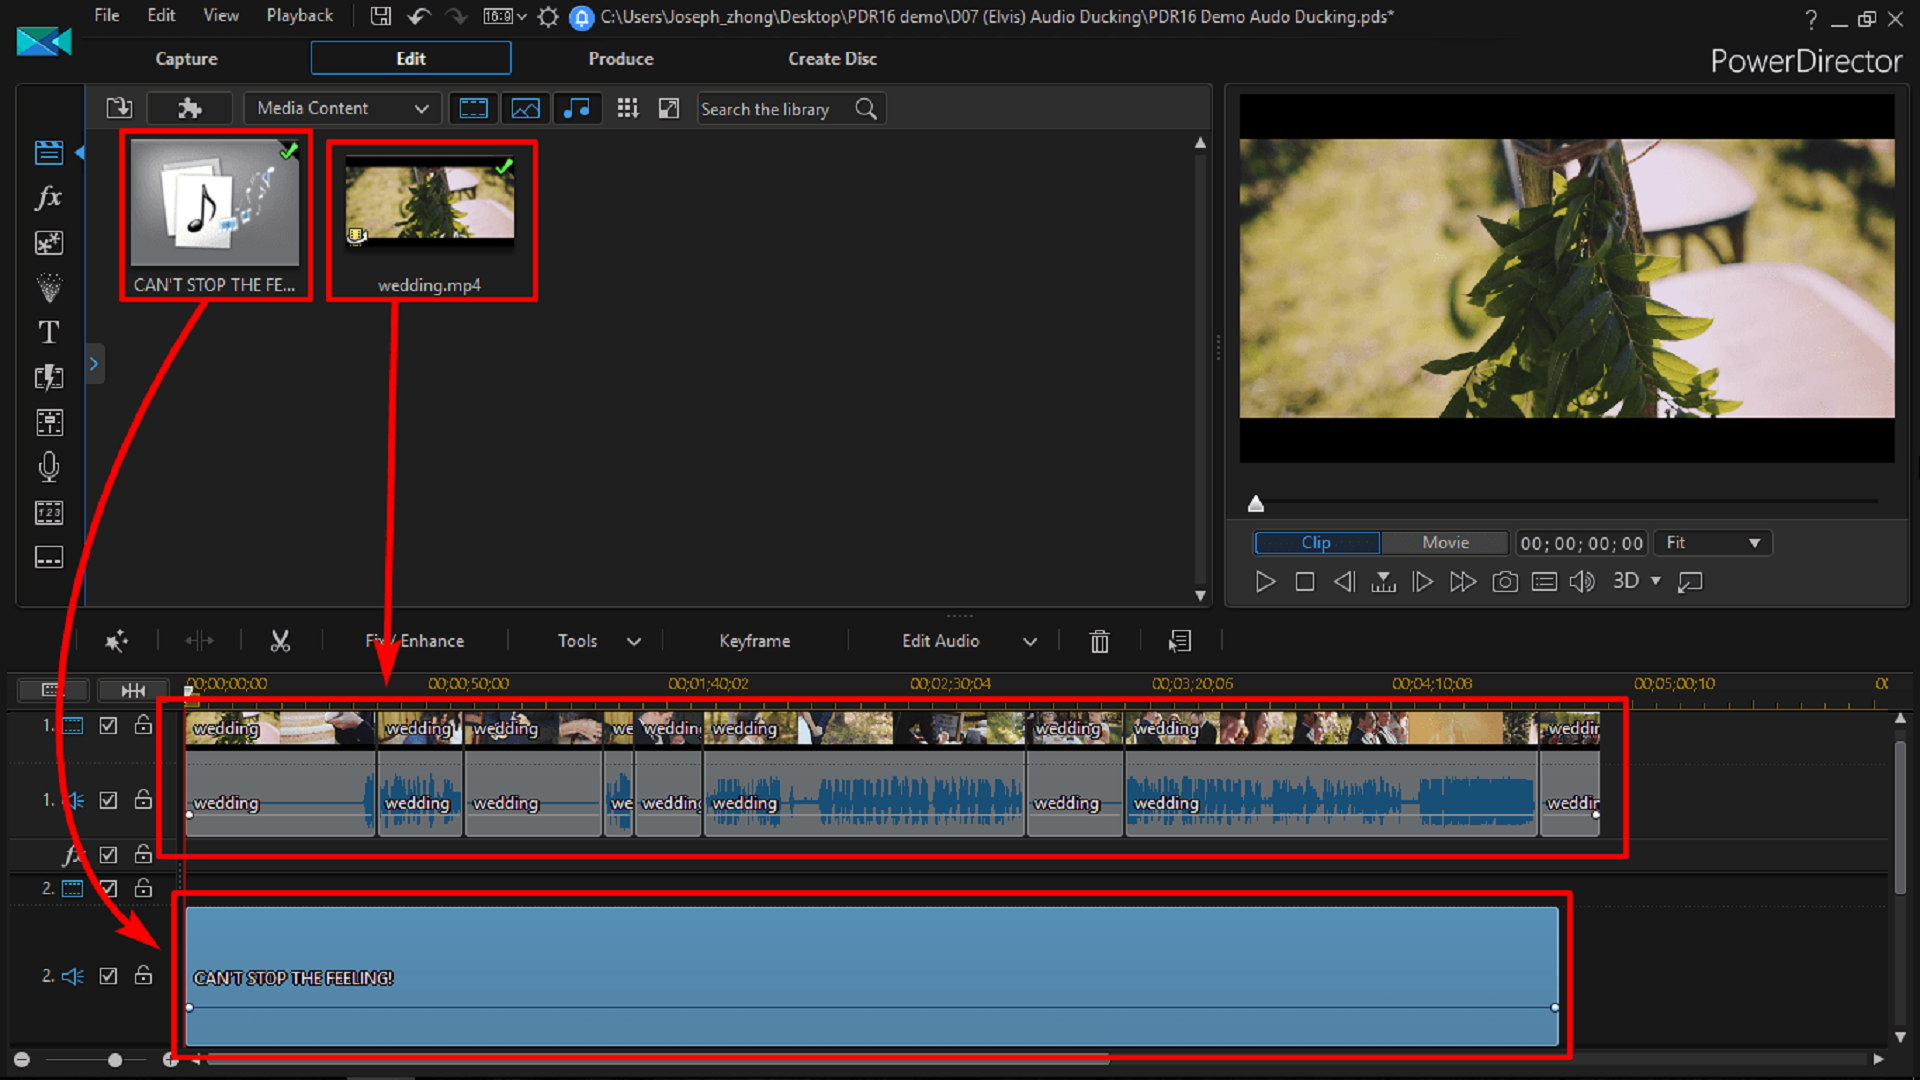 File Edit View Playback 16:9 C:\Users\Joseph_zhong\Desktop\PDR16 demo\D07 (Elvis) Audio Ducking\PDR16 Demo Audo Ducking.pds* ?
Capture Edit Produce Create Disc PowerDirector
Media Content Search the library
fx
T
CAN'T STOP THE FE... wedding.mp4
123
Clip Movie 00;00;00;00 Fit
3D
Fix / Enhance Tools Keyframe Edit Audio
00;00;00;00 00;00;50;00 00;01;40;02 00;02;30;04 00;03;20;06 00;04;10;08 00;05;00;10
1. wedding wedding wedding we weddin wedding wedding wedding weddir
1. wedding wedding wedding we wedding wedding wedding wedding weddir
fx
2.
2. CAN'T STOP THE FEELING!